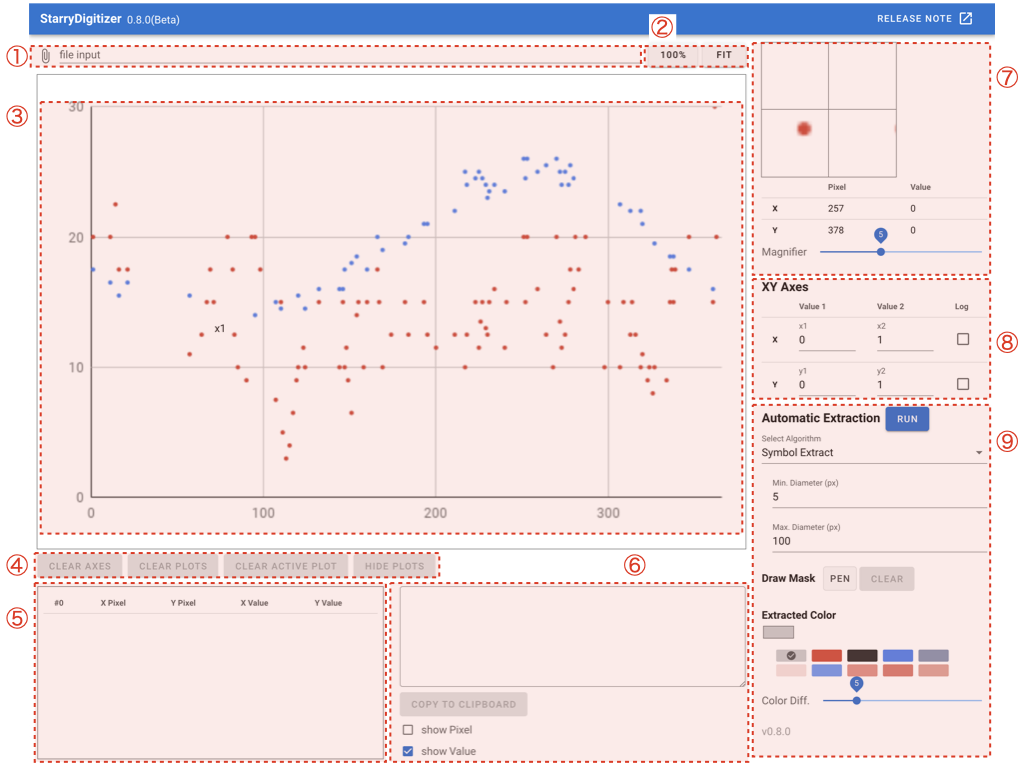 StarryDigitizer 0.8.0(Beta)
RELEASE NOTE
①
file input
②
100% FIT
③
30
20
10
0
x1
0 100 200 300
④
CLEAR AXES CLEAR PLOTS CLEAR ACTIVE PLOT HIDE PLOTS
⑤
#0 X Pixel Y Pixel X Value Y Value
⑥
COPY TO CLIPBOARD
show Pixel
show Value
⑦
Pixel Value
X 257 0
Y 378 0
5
Magnifier
⑧
XY Axes
Value 1 Value 2 Log
x1 x2
X 0 1
y1 y2
Y 0 1
⑨
Automatic Extraction RUN
Select Algorithm
Symbol Extract
Min. Diameter (px)
5
Max. Diameter (px)
100
Draw Mask PEN CLEAR
Extracted Color
5
Color Diff.
v0.8.0